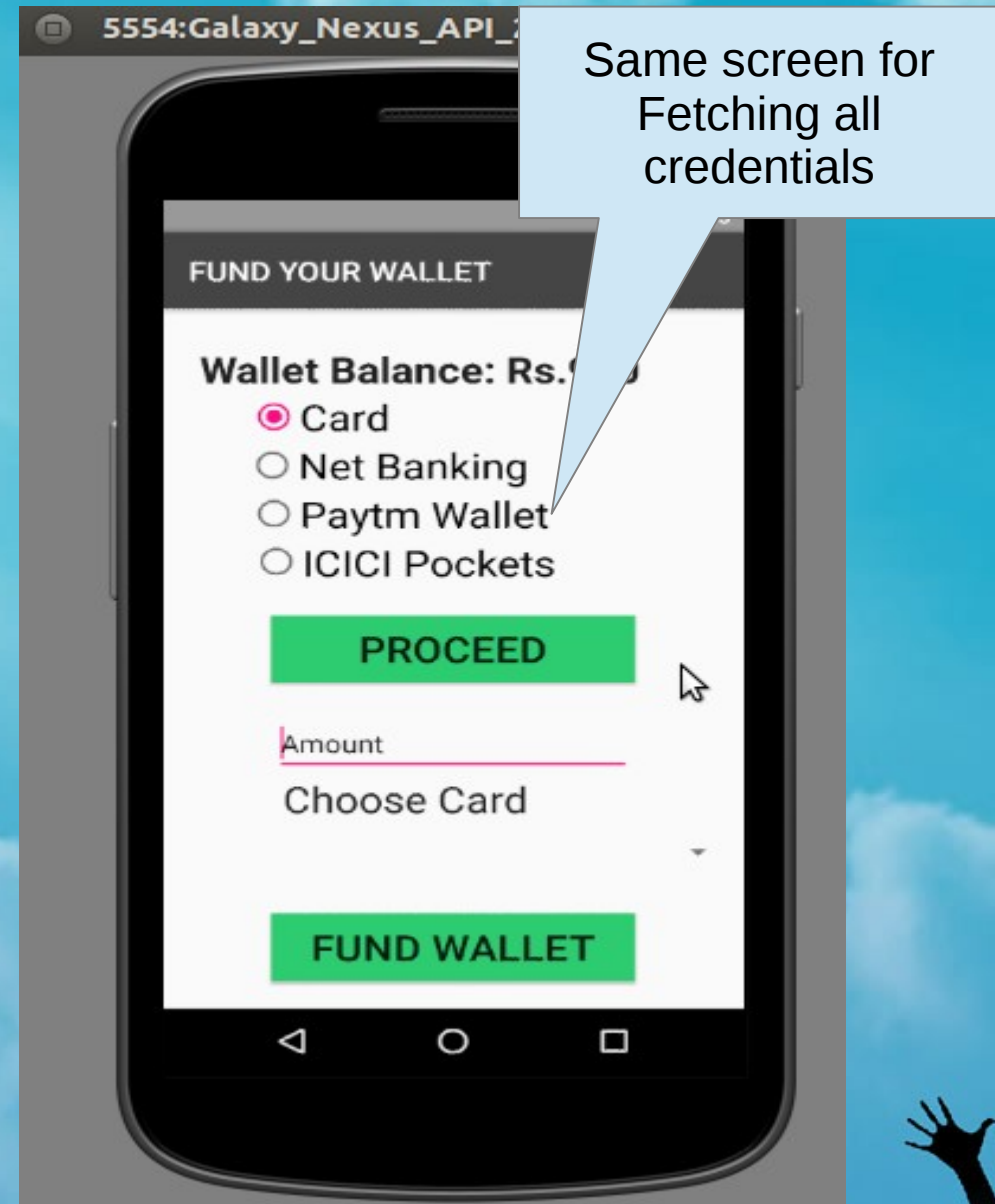 5554:Galaxy_Nexus_API_
Same screen for
Fetching all
credentials
FUND YOUR WALLET
Wallet Balance: Rs.
Card
Net Banking
Paytm Wallet
ICICI Pockets
PROCEED
Amount
Choose Card
FUND WALLET